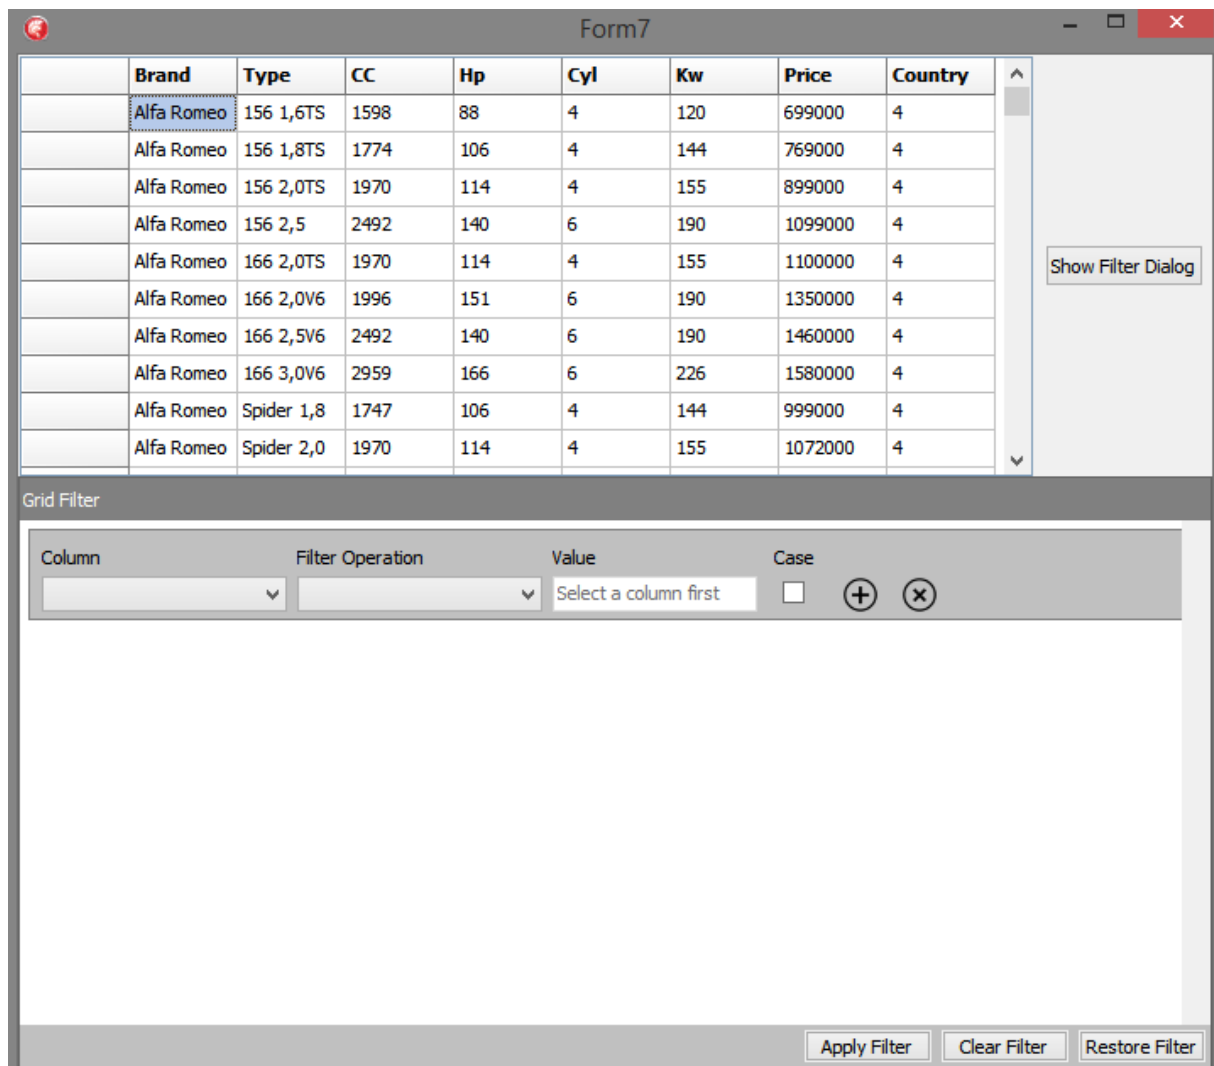 Form7
Brand Type CC Hp Cyl Kw Price Country
Alfa Romeo 156 1,6TS 1598 88 4 120 699000 4
Alfa Romeo 156 1,8TS 1774 106 4 144 769000 4
Alfa Romeo 156 2,0TS 1970 114 4 155 899000 4
Alfa Romeo 156 2,5 2492 140 6 190 1099000 4
Alfa Romeo 166 2,0TS 1970 114 4 155 1100000 4
Show Filter Dialog
Alfa Romeo 166 2,0V6 1996 151 6 190 1350000 4
Alfa Romeo 166 2,5V6 2492 140 6 190 1460000 4
Alfa Romeo 166 3,0V6 2959 166 6 226 1580000 4
Alfa Romeo Spider 1,8 1747 106 4 144 999000 4
Alfa Romeo Spider 2,0 1970 114 4 155 1072000 4
Grid Filter
Column Filter Operation Value Case
Select a column first
Apply Filter Clear Filter Restore Filter